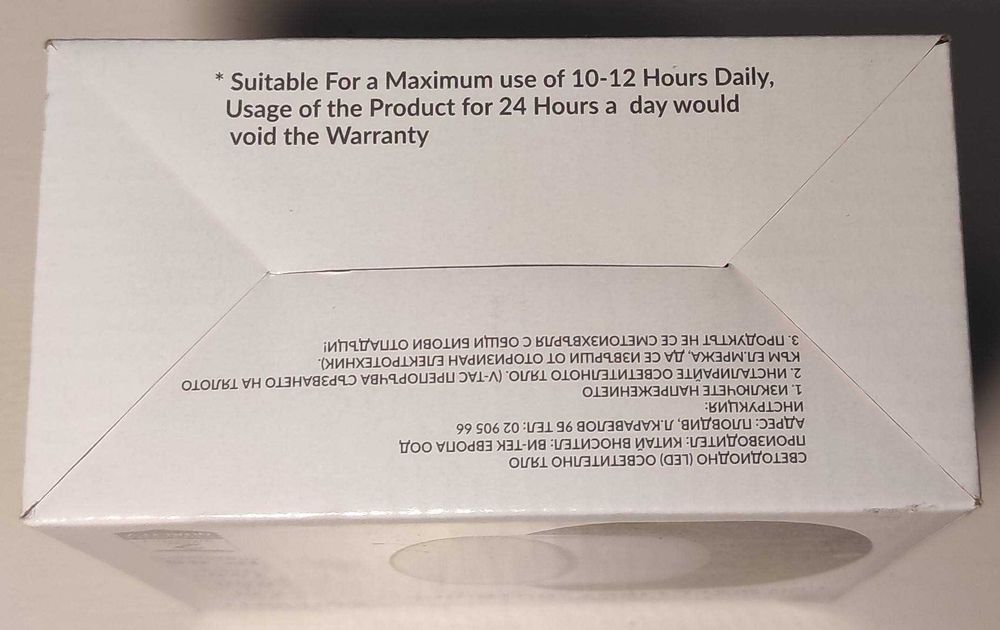 * Suitable For a Maximum use of 10-12 Hours Daily,
Usage of the Product for 24 Hours a day would
void the Warranty
СВЕТОДИОДНО (LED) ОСВЕТИТЕЛНО ТЯЛО
ПРОИЗВОДИТЕЛ: КИТАЙ ВНОСИТЕЛ: ВИ-ТЕК ЕВРОПА ООД
АДРЕС: ПЛОВДИВ, Л.КАРАВЕЛОВ 9Б ТЕЛ: 02 905 66
ИНСТРУКЦИЯ:
1. ИЗКЛЮЧЕТЕ НАПРЕЖЕНИЕТО
2. ИНСТАЛИРАЙТЕ ОСВЕТИТЕЛНОТО ТЯЛО. (V-TAC ПРЕПОРЪЧВА СЪРЗВАНЕТО НА ТЯЛОТО
КЪМ ЕЛ.МРЕЖА, ДА СЕ ИЗВЪРШИ ОТ ОТОРИЗИРАН ЕЛЕКТРОТЕХНИК).
3. ПРОДУКТЪТ НЕ СЕ СМЕТОИЗХВЪРЛЯ С ОБЩИ БИТОВИ ОТПАДЪЦИ!